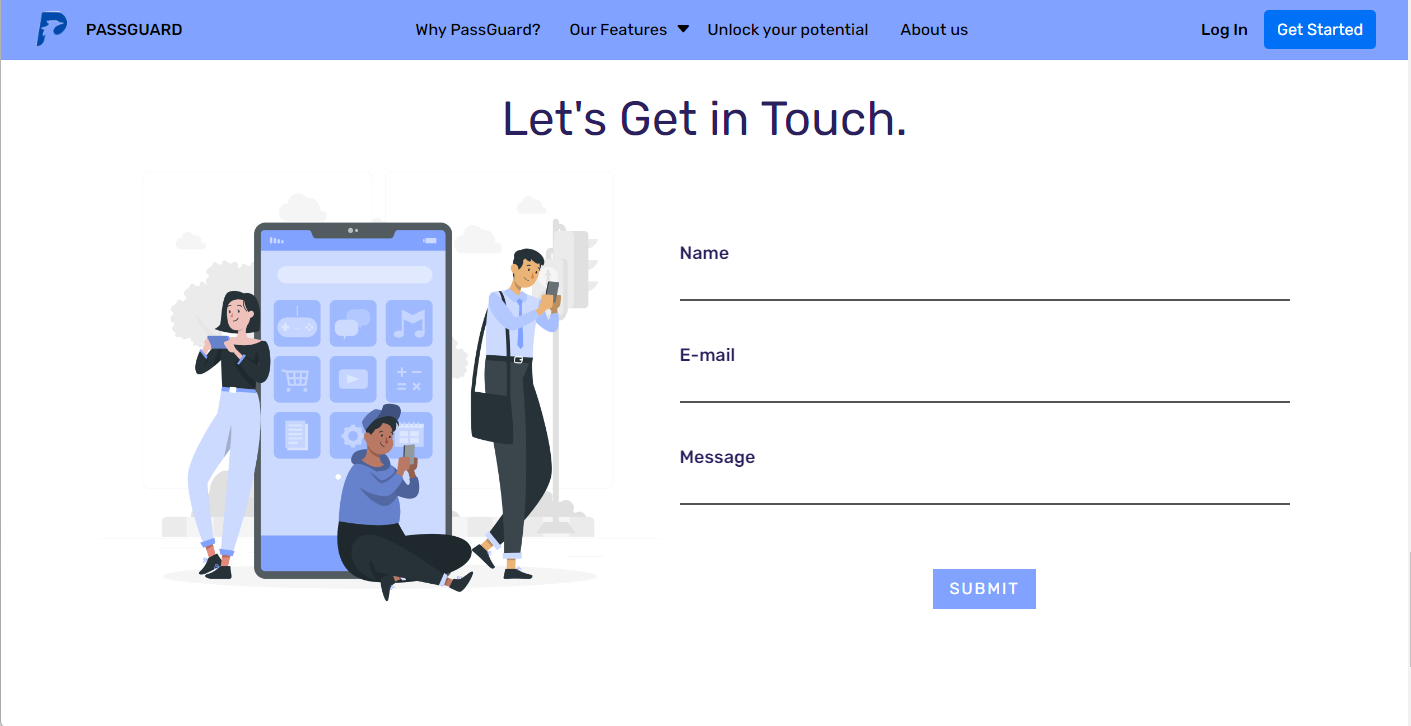 PASSGUARD
Why PassGuard? Our Features Unlock your potential About us
Log In Get Started
Let's Get in Touch.
Name
E-mail
Message
SUBMIT